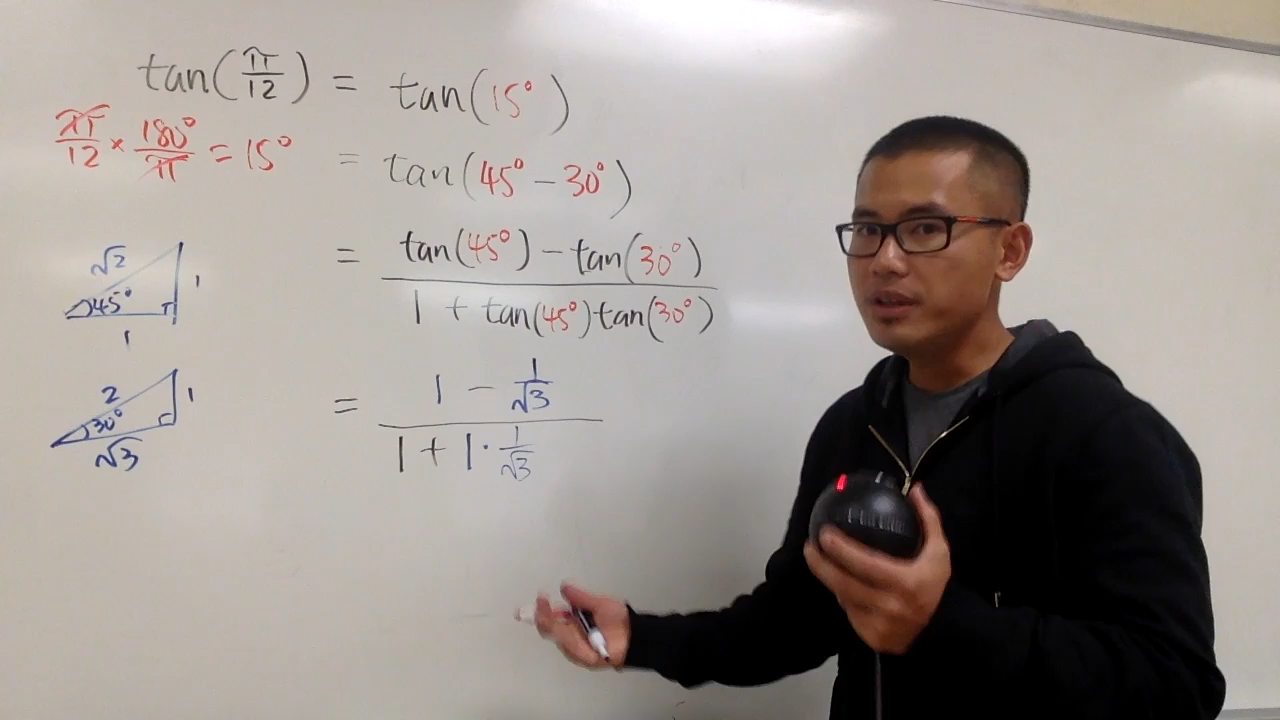 tan(π/12) = tan(15°)
π/12 × 180°/π = 15°
= tan(45° − 30°)
= (tan(45°) − tan(30°))/(1 + tan(45°)tan(30°))
√2
1
45°
1
= (1 − 1/√3)/(1 + 1·1/√3)
2
1
30°
√3